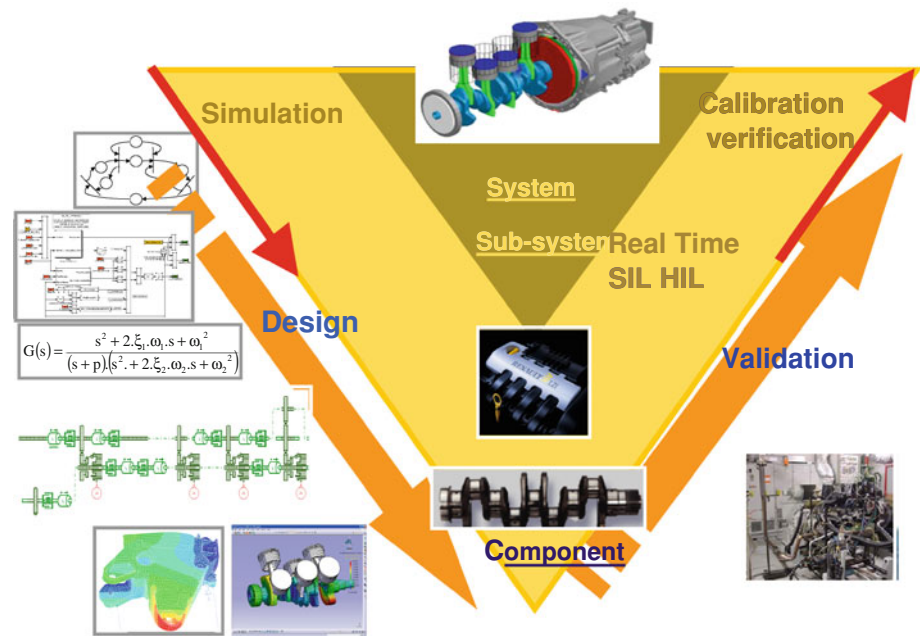 Simulation
Calibration
verification
System
Sub-system
Real Time
SIL HIL
Design
G(s) = (s² + 2.ξ₁.ω₁.s + ω₁²) / ((s + p).(s².+ 2.ξ₂.ω₂.s + ω₂²))
RENAULT
Validation
Component